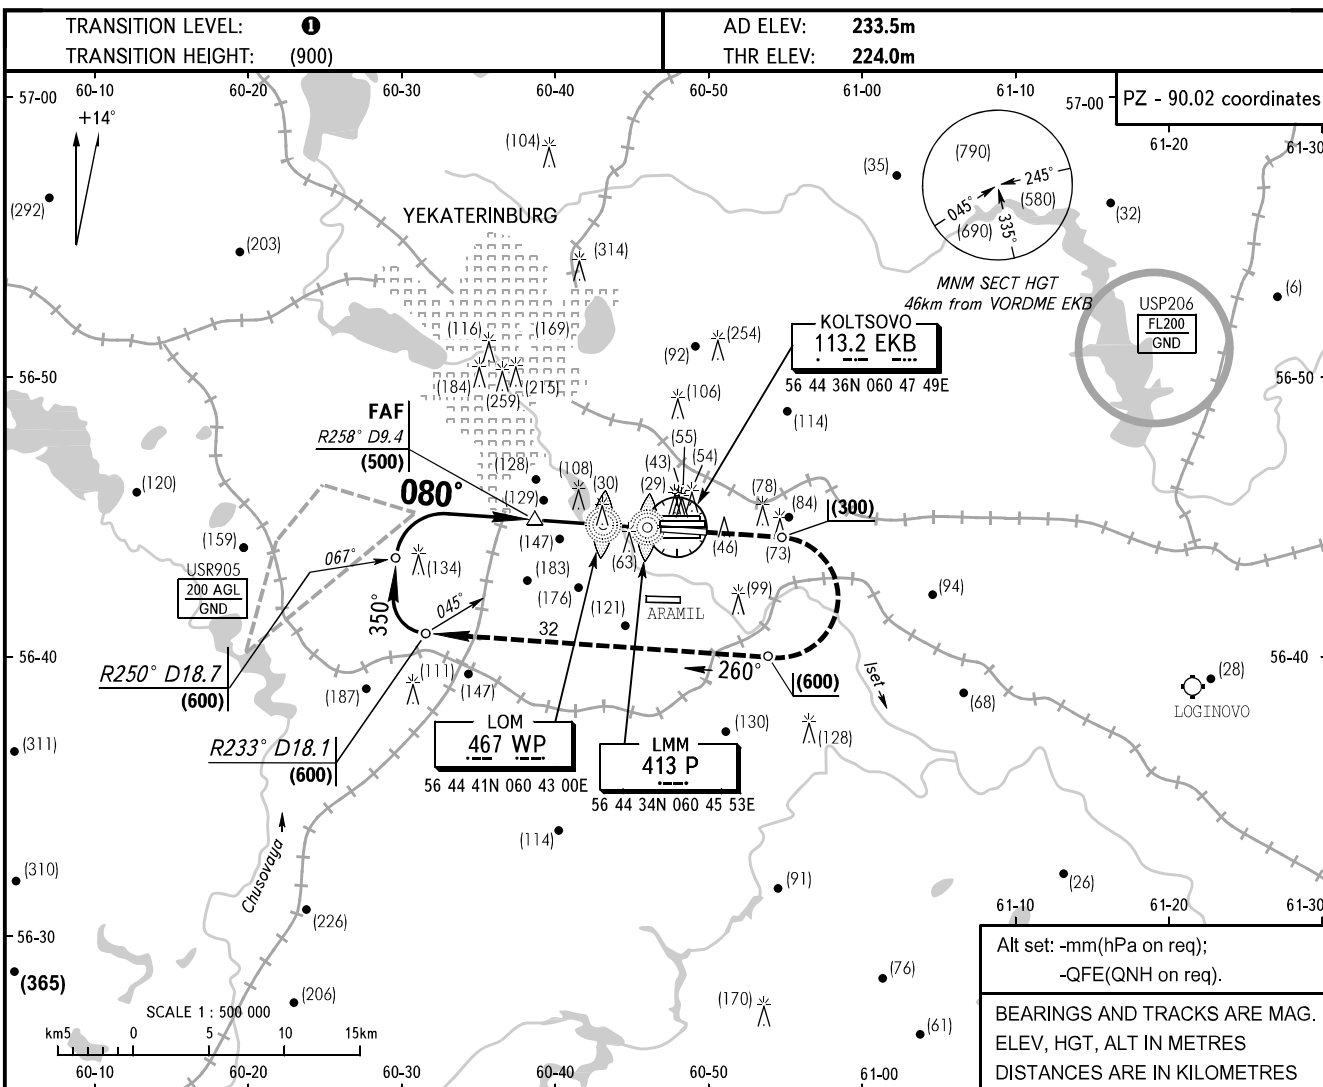 TRANSITION LEVEL: ❶
TRANSITION HEIGHT: (900)
AD ELEV: 233.5m
THR ELEV: 224.0m
60-10 60-20 60-30 60-40 60-50 61-00 61-10
57-00
57-00
PZ - 90.02 coordinates
61-20
61-30
+14°
(104)
(35)
(790)
245°
045°
(580)
(690)
335°
(32)
(292)
YEKATERINBURG
(203)
(314)
MNM SECT HGT
46km from VORDME EKB
(6)
USP206
FL200
GND
(116)
(169)
(254)
(92)
KOLTSOVO
113.2 EKB
56 44 36N 060 47 49E
56-50
56-50
(184)
(215)
(259)
(106)
(114)
FAF
R258° D9.4
(500)
(55)
(43)
(54)
(128)
(108)
(30)
(29)
(78)
(84)
(300)
(120)
080°
(129)
(147)
(63)
(46)
(73)
(159)
067°
(134)
USR905
200 AGL
GND
(183)
(176)
(99)
(94)
350°
045°
(121)
ARAMIL
32
56-40
56-40
260°
(600)
Iset
(28)
LOGINOVO
R250° D18.7
(600)
(187)
(111)
(147)
(68)
R233° D18.1
(600)
LOM
467 WP
56 44 41N 060 43 00E
LMM
413 P
56 44 34N 060 45 53E
(130)
(128)
(311)
(114)
Chusovaya
(310)
(91)
(26)
(226)
61-10 61-20 61-30
56-30
(365)
(76)
(206)
(170)
(61)
Alt set: -mm(hPa on req);
-QFE(QNH on req).
SCALE 1 : 500 000
km5 0 5 10 15km
BEARINGS AND TRACKS ARE MAG.
ELEV, HGT, ALT IN METRES
DISTANCES ARE IN KILOMETRES
60-10 60-20 60-30 60-40 60-50 61-00